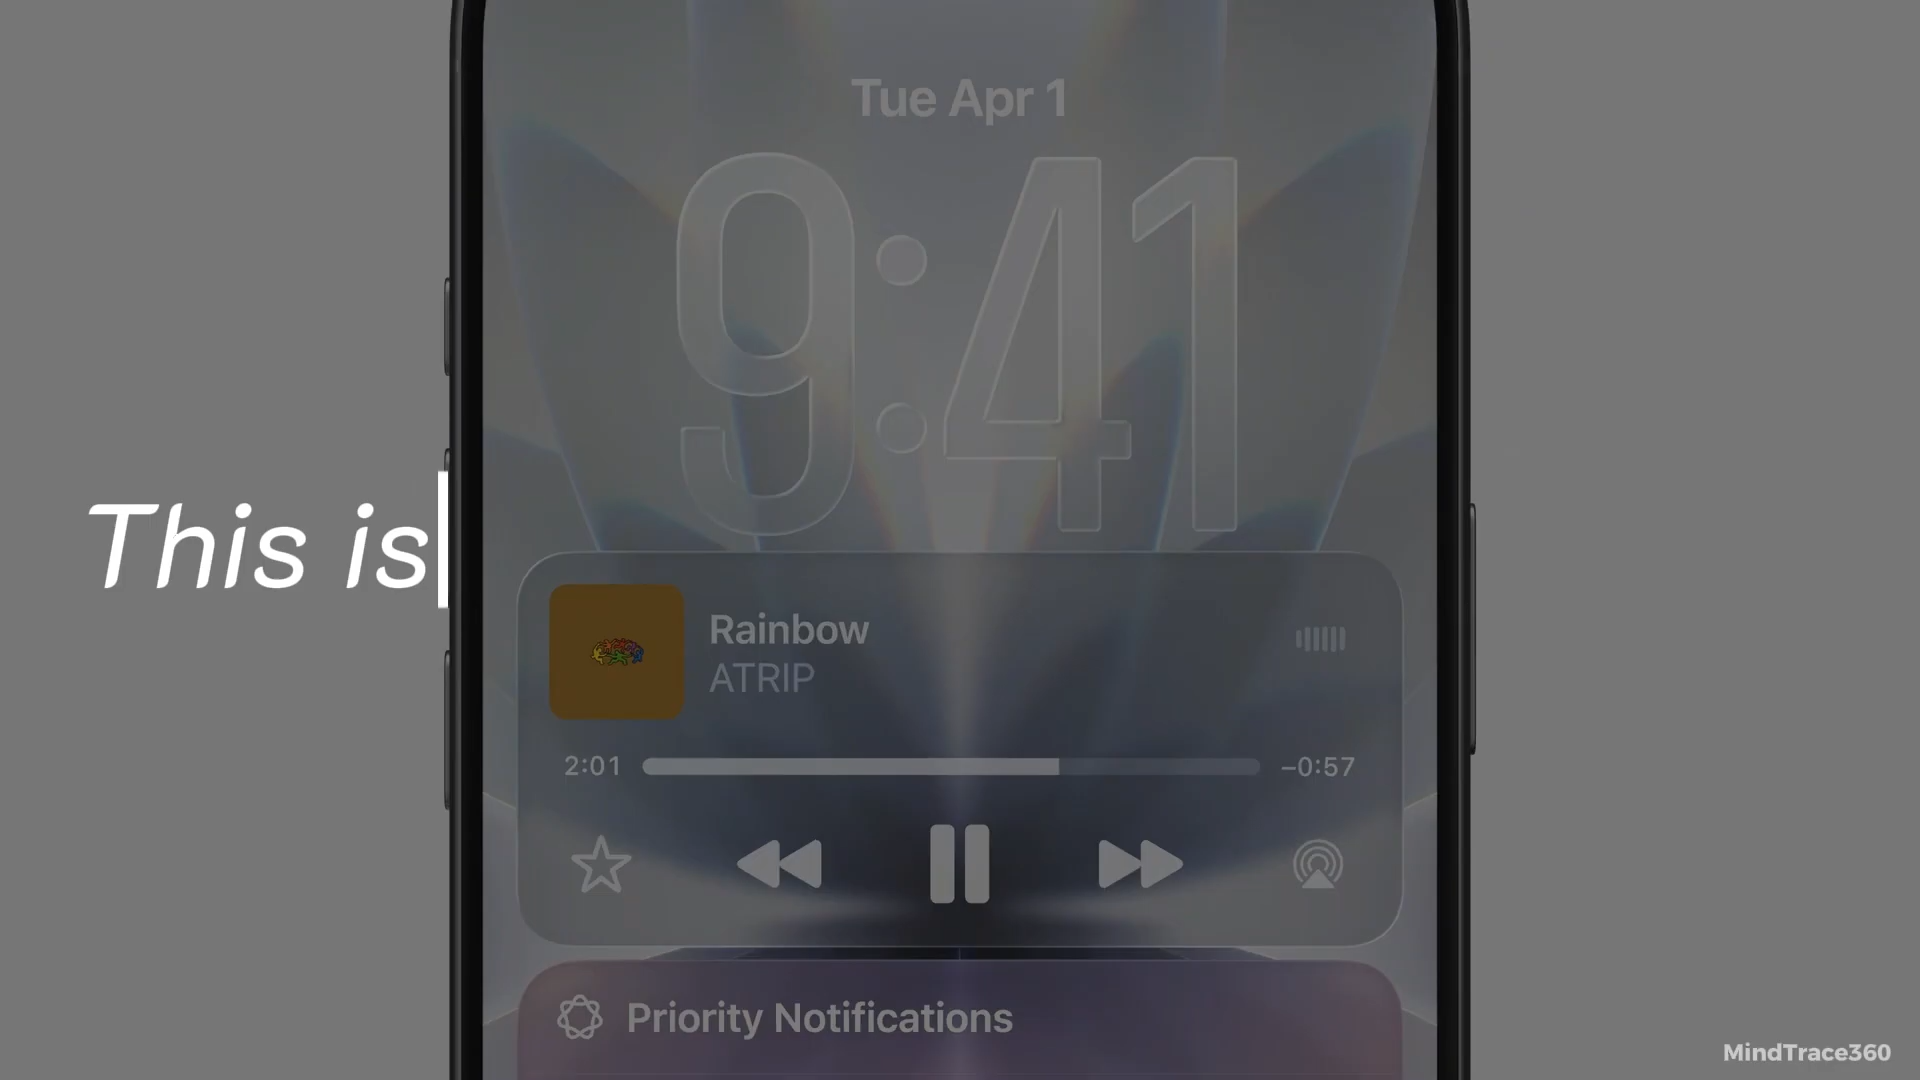 Tue Apr 1
9:41
This is
Rainbow
ATRIP
2:01
–0:57
Priority Notifications
MindTrace360